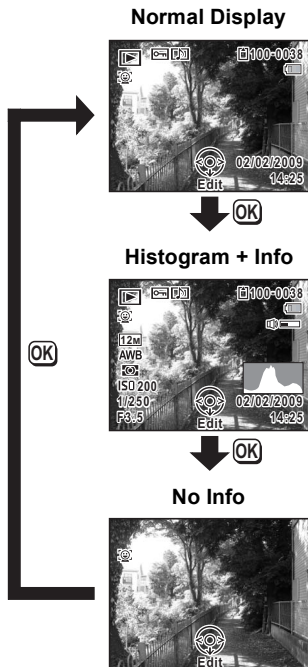 Normal Display
100-0038
Edit
02/02/2009
14:25
OK
Histogram + Info
100-0038
12M
AWB
ISO 200
1/250
F3.5
02/02/2009
14:25
Edit
OK
OK
No Info
Edit